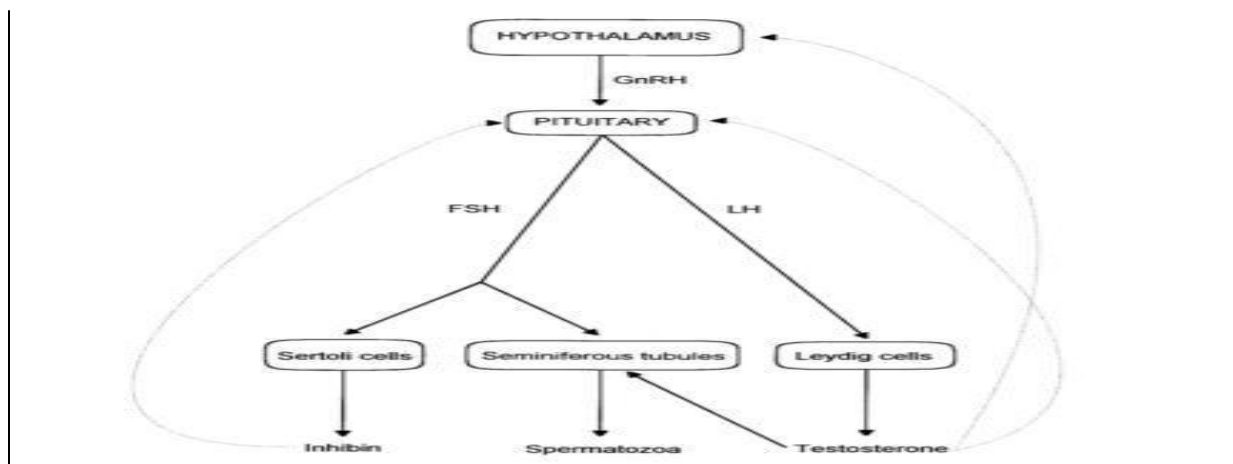 HYPOTHALAMUS
GnRH
PITUITARY
FSH LH
Sertoli cells Seminiferous tubules Leydig cells
Inhibin Spermatozoa Testosterone